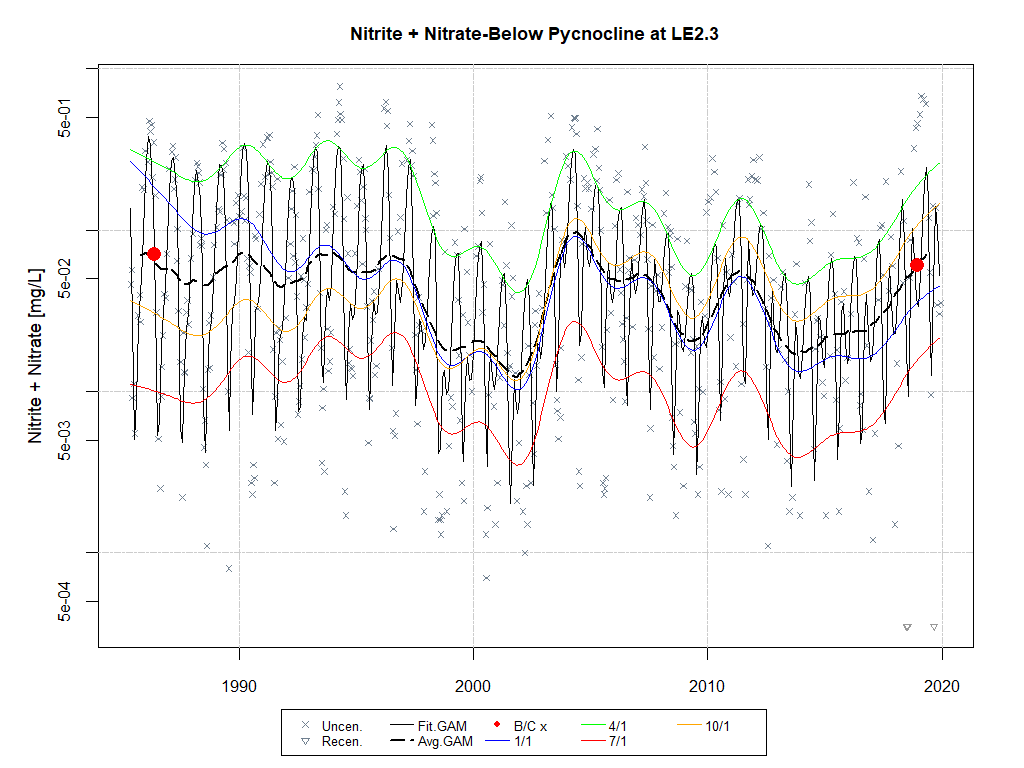 Nitrite + Nitrate-Below Pycnocline at LE2.3
Nitrite + Nitrate [mg/L]
5e-01
5e-02
5e-03
5e-04
1990 2000 2010 2020
Uncen. Fit.GAM B/C x 4/1 10/1
Recen. Avg.GAM 1/1 7/1